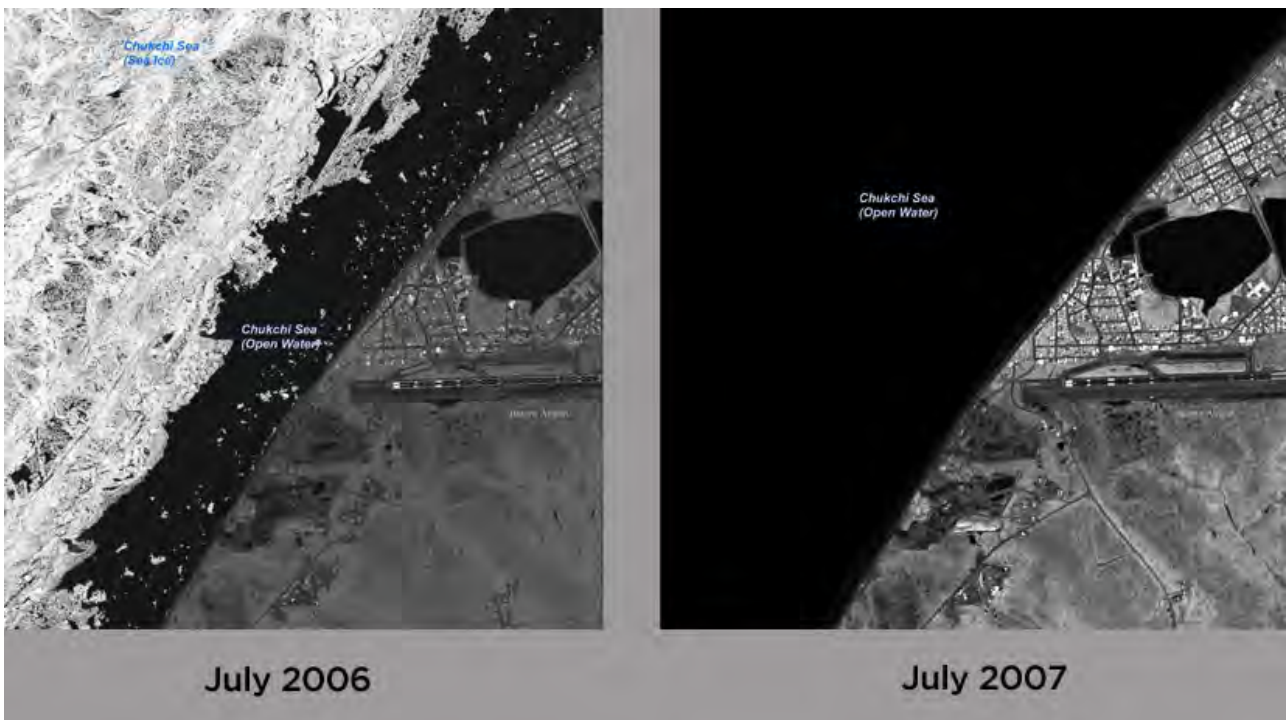 Chukchi Sea
(Sea Ice)
Chukchi Sea
(Open Water)
Chukchi Sea
(Open Water)
July 2006
July 2007